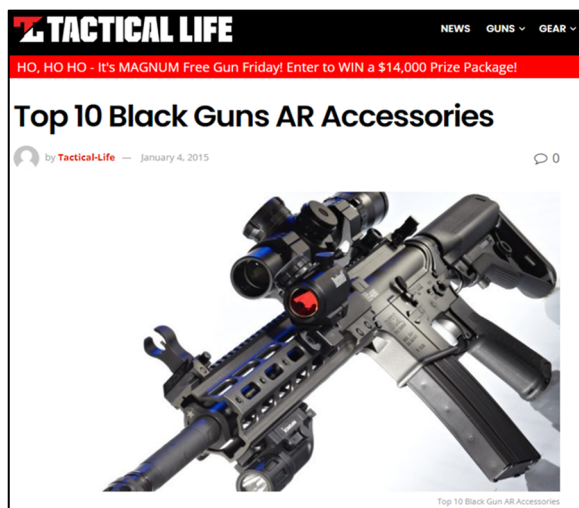 TACTICAL LIFE
NEWS GUNS GEAR
HO, HO HO - It's MAGNUM Free Gun Friday! Enter to WIN a $14,000 Prize Package!
Top 10 Black Guns AR Accessories
by Tactical-Life — January 4, 2015
0
Top 10 Black Gun AR Accessories